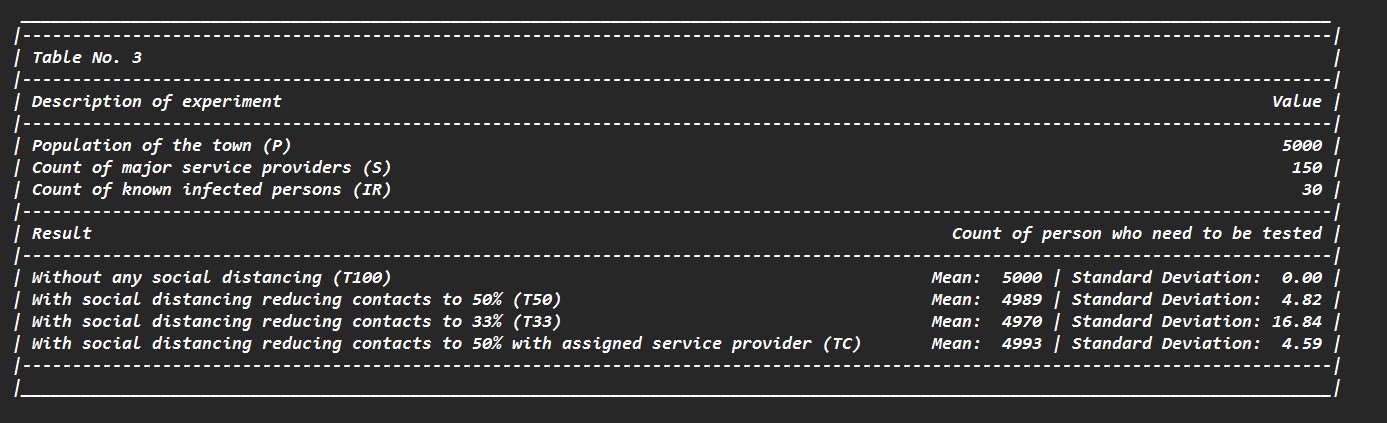 Table No. 3
Description of experiment Value
Population of the town (P) 5000
Count of major service providers (S) 150
Count of known infected persons (IR) 30
Result Count of person who need to be tested
Without any social distancing (T100) Mean: 5000 | Standard Deviation: 0.00
With social distancing reducing contacts to 50% (T50) Mean: 4989 | Standard Deviation: 4.82
With social distancing reducing contacts to 33% (T33) Mean: 4970 | Standard Deviation: 16.84
With social distancing reducing contacts to 50% with assigned service provider (TC) Mean: 4993 | Standard Deviation: 4.59